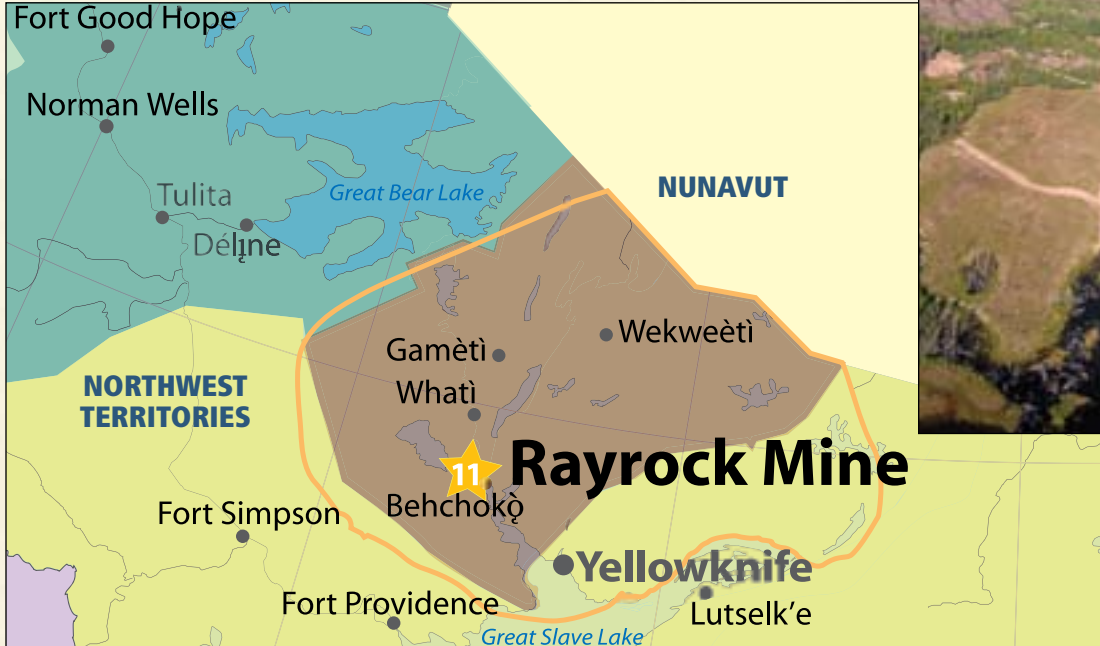 Fort Good Hope
Norman Wells
Tulita
Délı̨ne
Great Bear Lake
NUNAVUT
Wekweètì
Gamètì
Whatì
NORTHWEST
TERRITORIES
11
Rayrock Mine
Behchokǫ̀
Fort Simpson
Yellowknife
Fort Providence
Lutselk’e
Great Slave Lake